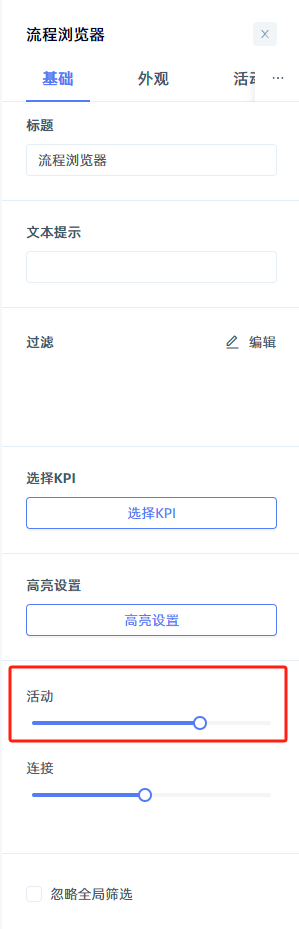 流程浏览器
基础 外观 活动 ···
标题
流程浏览器
文本提示
过滤 编辑
选择KPI
选择KPI
高亮设置
高亮设置
活动
连接
忽略全局筛选